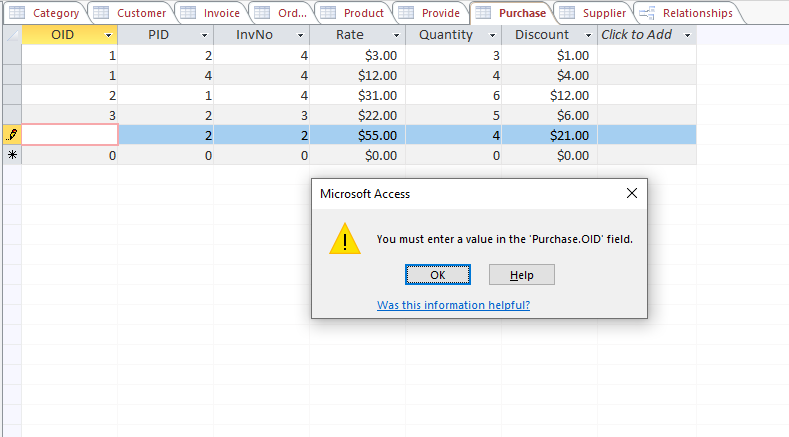 Category Customer Invoice Ord... Product Provide Purchase Supplier Relationships
OID PID InvNo Rate Quantity Discount Click to Add
1 2 4 $3.00 3 $1.00
1 4 4 $12.00 4 $4.00
2 1 4 $31.00 6 $12.00
3 2 3 $22.00 5 $6.00
2 2 $55.00 4 $21.00
0 0 0 $0.00 0 $0.00
Microsoft Access
You must enter a value in the 'Purchase.OID' field.
OK Help
Was this information helpful?